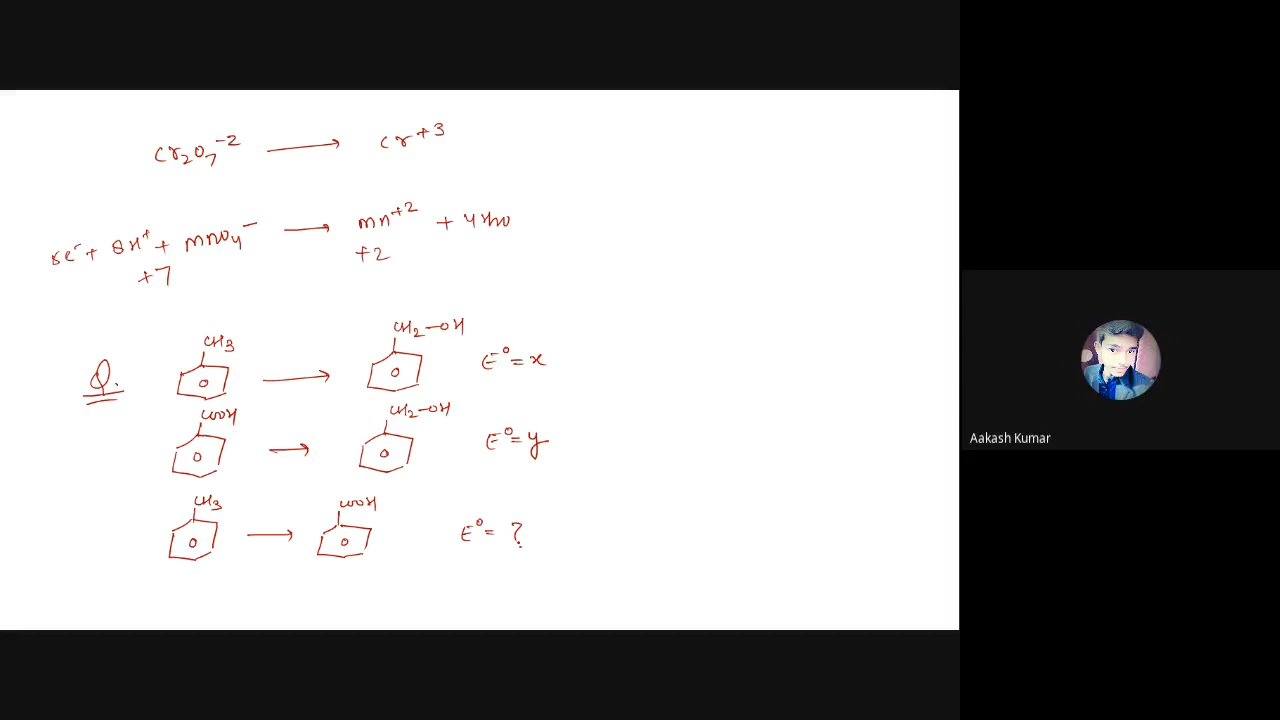 Cr₂O₇⁻² ⟶ Cr⁺³
5e⁻ + 8H⁺ + MnO₄⁻ ⟶ Mn⁺² + 4H₂O
+7 +2
Q. CH₃ ⟶ CH₂–OH E° = x
COOH ⟶ CH₂–OH E° = y
CH₃ ⟶ COOH E° = ?
Aakash Kumar